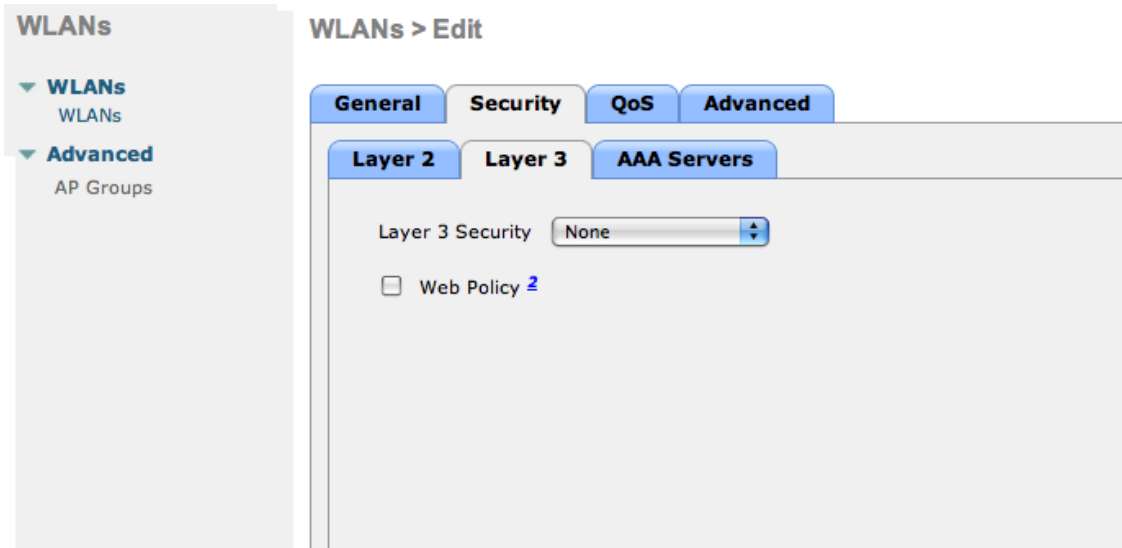 WLANs
WLANs
WLANs
Advanced
AP Groups
WLANs > Edit
General Security QoS Advanced
Layer 2 Layer 3 AAA Servers
Layer 3 Security None
Web Policy 2